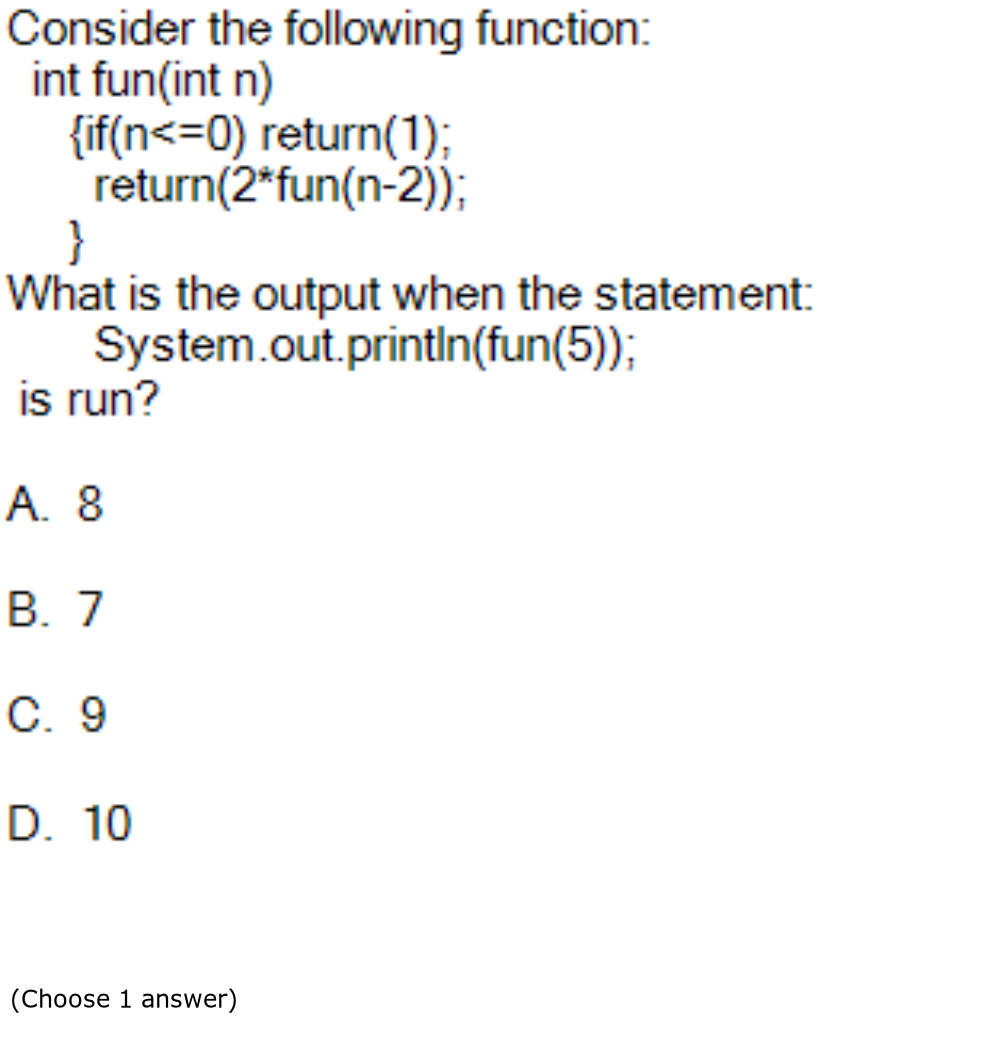 Consider the following function:
int fun(int n)
{if(n<=0) return(1);
return(2*fun(n-2));
}
What is the output when the statement:
System.out.println(fun(5));
is run?
A. 8
B. 7
C. 9
D. 10
(Choose 1 answer)